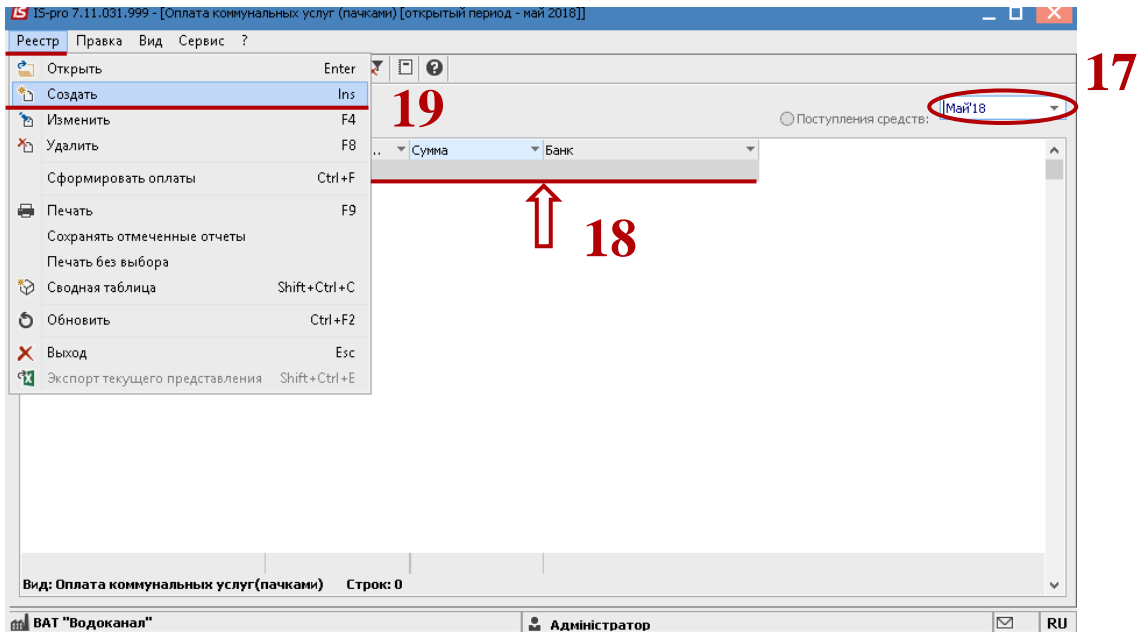 IS-pro 7.11.031.999 - [Оплата коммунальных услуг (пачками) [открытый период - май 2018]]
Реестр Правка Вид Сервис ?
Открыть Enter
17
Создать Ins
19
Май'18
Изменить F4
Поступления средств:
Удалить F8
.. Сумма Банк
Сформировать оплаты Ctrl+F
Печать F9
18
Сохранять отмеченные отчеты
Печать без выбора
Сводная таблица Shift+Ctrl+C
Обновить Ctrl+F2
Выход Esc
Экспорт текущего представления Shift+Ctrl+E
Вид: Оплата коммунальных услуг(пачками) Строк: 0
ВАТ "Водоканал" Адміністратор RU